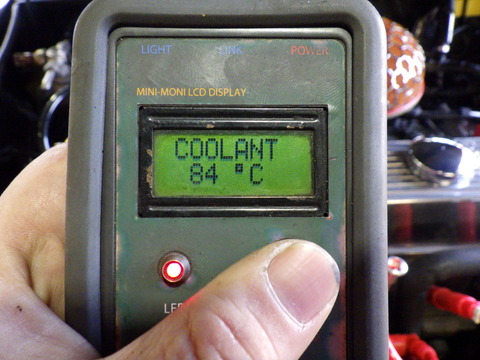 LIGHT LINK POWER
MINI-MONI LCD DISPLAY
COOLANT
84 °C